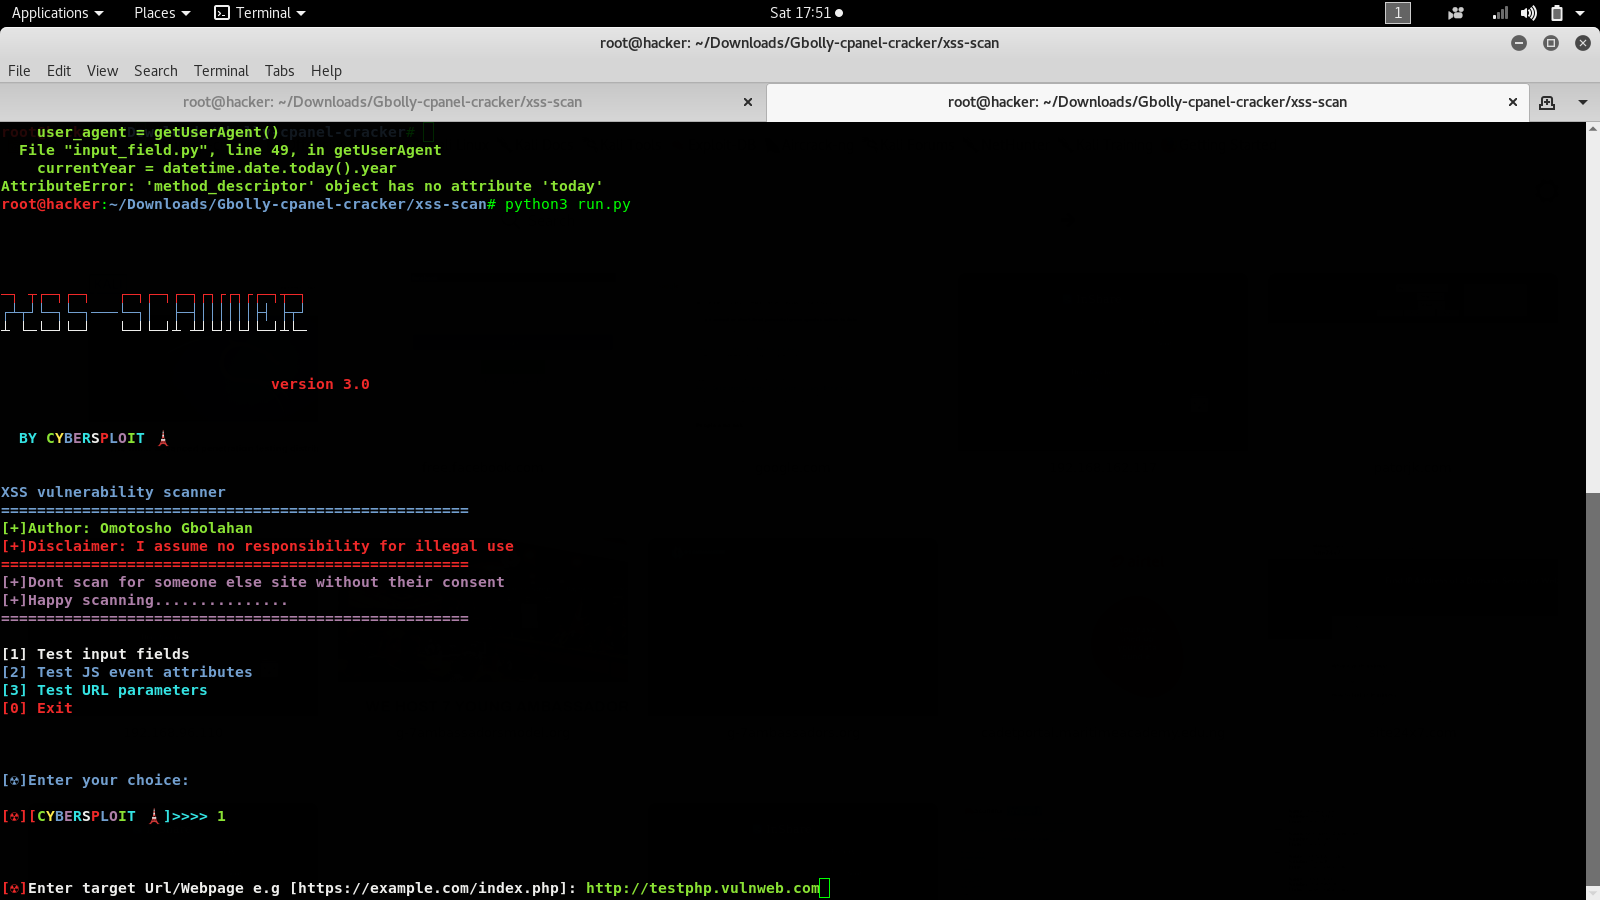 Applications Places Terminal Sat 17:51 1
root@hacker: ~/Downloads/Gbolly-cpanel-cracker/xss-scan
File Edit View Search Terminal Tabs Help
root@hacker: ~/Downloads/Gbolly-cpanel-cracker/xss-scan root@hacker: ~/Downloads/Gbolly-cpanel-cracker/xss-scan
user_agent = getUserAgent()cpanel-cracker#
File "input_field.py", line 49, in getUserAgent
currentYear = datetime.date.today().year
AttributeError: 'method_descriptor' object has no attribute 'today'
root@hacker:~/Downloads/Gbolly-cpanel-cracker/xss-scan# python3 run.py
XSS-SCANNER
version 3.0
BY CYBERSPLOIT
XSS vulnerability scanner
====================================================
[+]Author: Omotosho Gbolahan
[+]Disclaimer: I assume no responsibility for illegal use
====================================================
[+]Dont scan for someone else site without their consent
[+]Happy scanning...............
====================================================
[1] Test input fields
[2] Test JS event attributes
[3] Test URL parameters
[0] Exit
[☢]Enter your choice:
[☢][CYBERSPLOIT ]>>>> 1
[☢]Enter target Url/Webpage e.g [https://example.com/index.php]: http://testphp.vulnweb.com